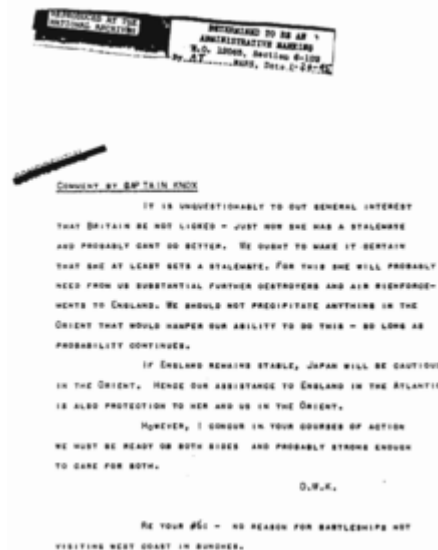 REPRODUCED AT THE
NATIONAL ARCHIVES
DETERMINED TO BE AN
ADMINISTRATIVE MARKING
E.O. 12065, Section 6-102
By NARS, Date
COMMENT BY CAPTAIN KNOX
IT IS UNQUESTIONABLY TO OUT GENERAL INTEREST
THAT BRITAIN BE NOT LICKED – JUST NOW SHE HAS A STALEMATE
AND PROBABLY CANT DO BETTER. WE OUGHT TO MAKE IT CERTAIN
THAT SHE AT LEAST GETS A STALEMATE. FOR THIS SHE WILL PROBABLY
NEED FROM US SUBSTANTIAL FURTHER DESTROYERS AND AIR RIENFORCE-
MENTS TO ENGLAND. WE SHOULD NOT PRECIPITATE ANYTHING IN THE
ORIENT THAT WOULD HAMPER OUR ABILITY TO DO THIS – SO LONG AS
PROBABILITY CONTINUES.
IF ENGLAND REMAINS STABLE, JAPAN WILL BE CAUTIOUS
IN THE ORIENT. HENCE OUR ASSISTANCE TO ENGLAND IN THE ATLANTIC
IS ALSO PROTECTION TO HER AND US IN THE ORIENT.
HOWEVER, I CONCUR IN YOUR COURSES OF ACTION
WE MUST BE READY ON BOTH SIDES AND PROBABLY STRONG ENOUGH
TO CARE FOR BOTH.
D.W.K.
RE YOUR #6: – NO REASON FOR BATTLESHIPS NOT
VISITING WEST COAST IN BUNCHES.